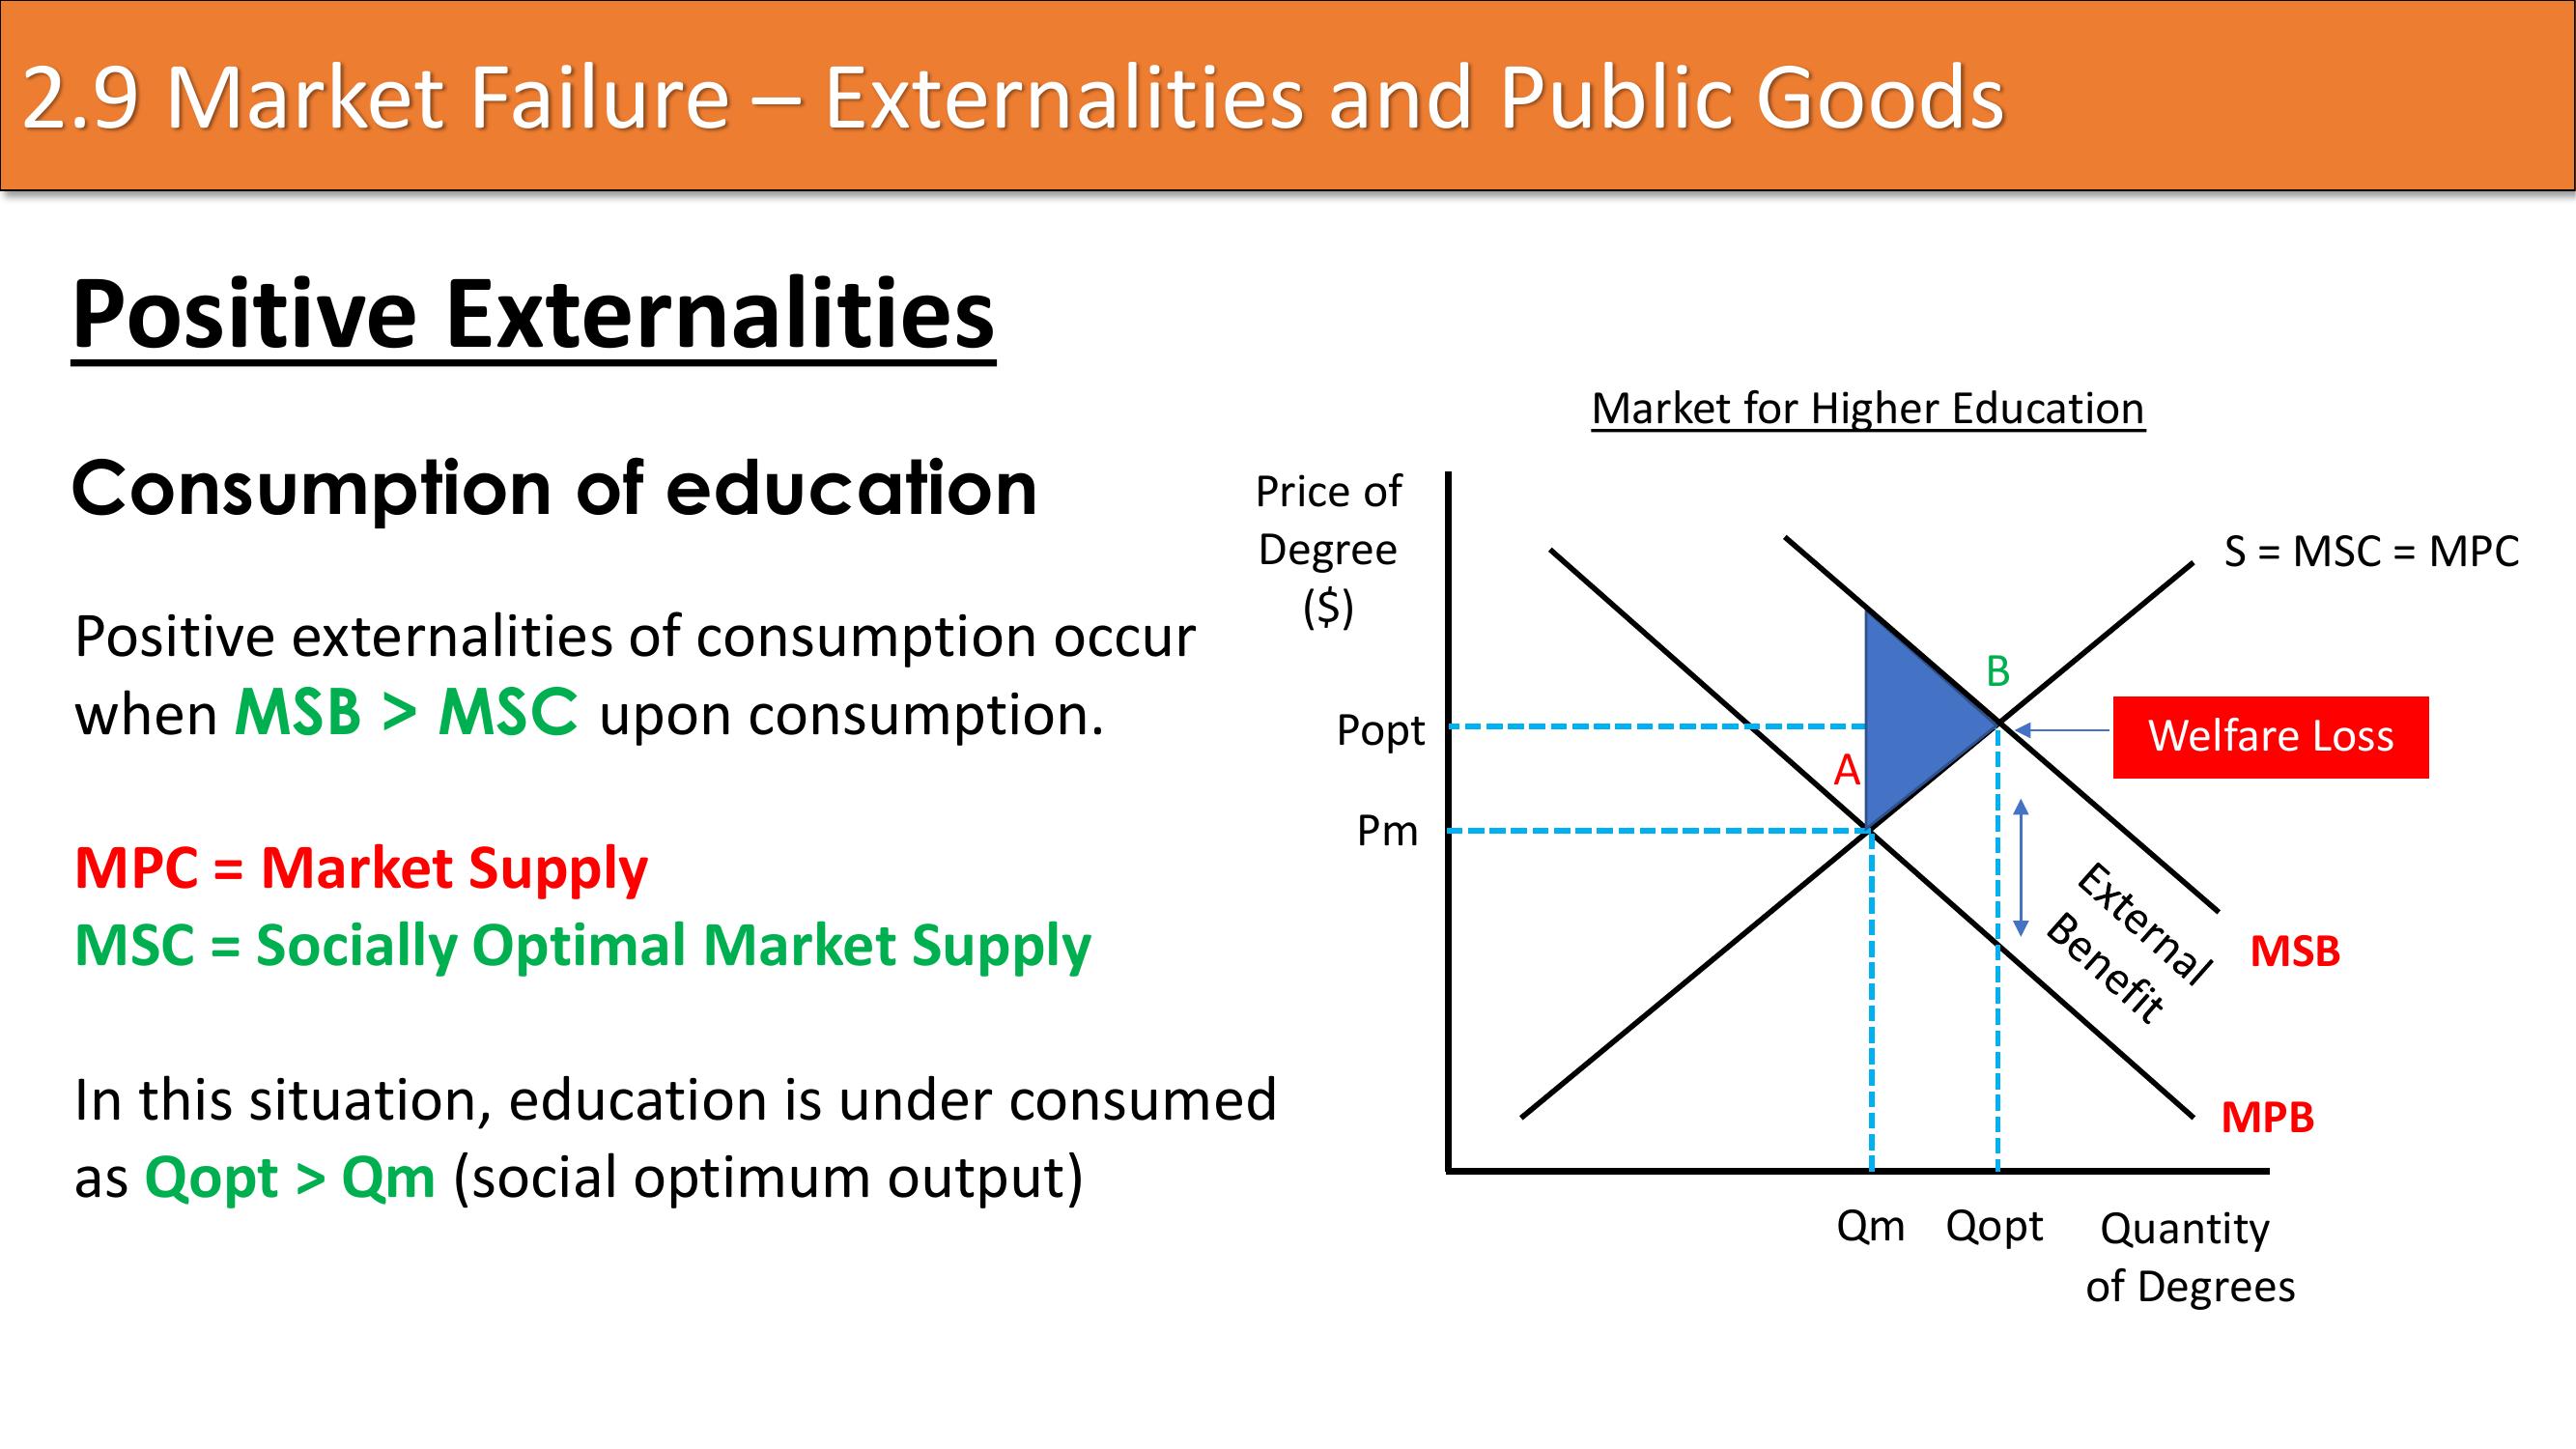 2.9 Market Failure – Externalities and Public Goods
Positive Externalities
Consumption of education
Positive externalities of consumption occur
when MSB > MSC upon consumption.
MPC = Market Supply
MSC = Socially Optimal Market Supply
In this situation, education is under consumed
as Qopt > Qm (social optimum output)
Market for Higher Education
Price of
Degree
($)
S = MSC = MPC
B
Popt
Welfare Loss
A
Pm
External
Benefit
MSB
MPB
Qm
Qopt
Quantity
of Degrees